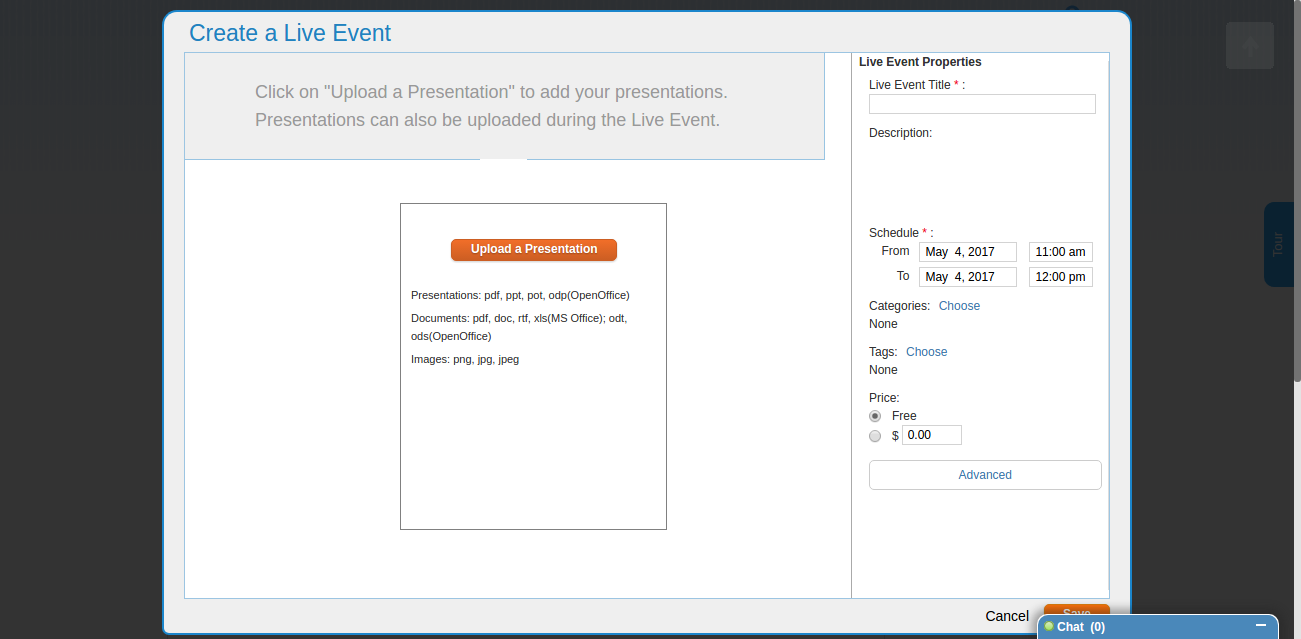 Create a Live Event
Click on "Upload a Presentation" to add your presentations.
Presentations can also be uploaded during the Live Event.
Upload a Presentation
Presentations: pdf, ppt, pot, odp(OpenOffice)
Documents: pdf, doc, rtf, xls(MS Office); odt,
ods(OpenOffice)
Images: png, jpg, jpeg
Live Event Properties
Live Event Title * :
Description:
Schedule * :
From May 4, 2017 11:00 am
To May 4, 2017 12:00 pm
Categories: Choose
None
Tags: Choose
None
Price:
Free
$ 0.00
Advanced
Tour
Cancel Save
Chat (0)